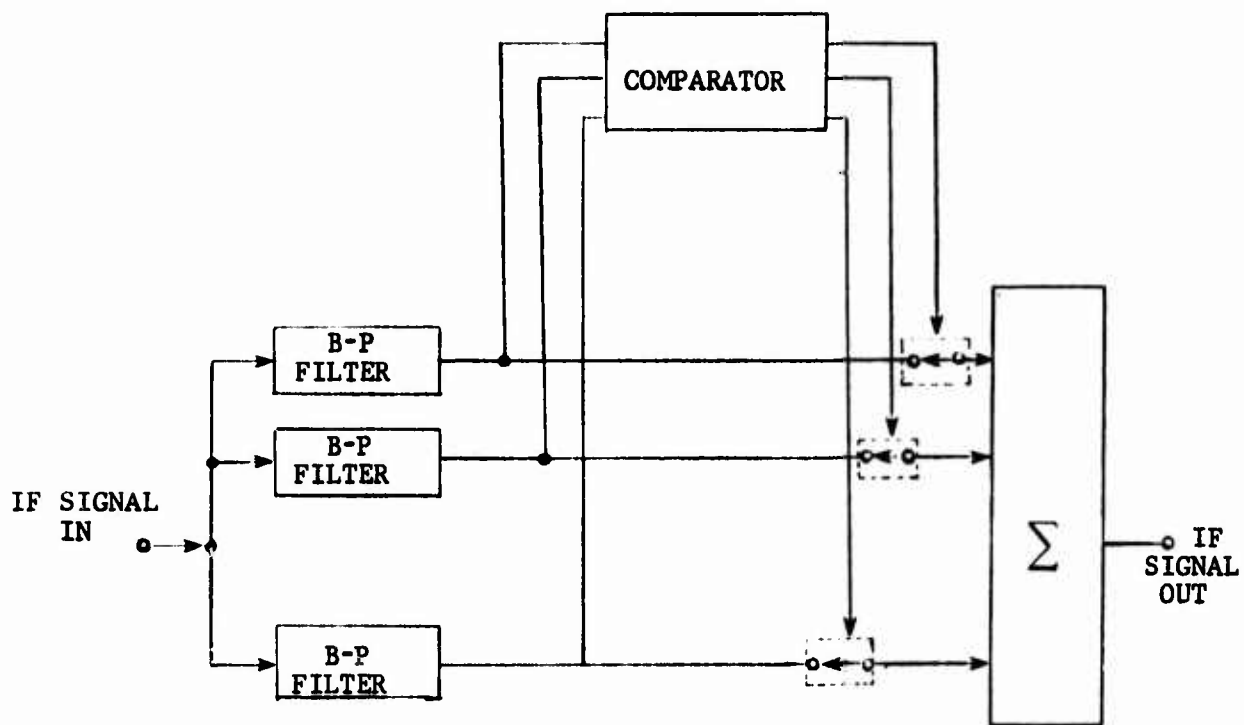 COMPARATOR
B-P
FILTER
B-P
FILTER
IF SIGNAL
IN
B-P
FILTER
Σ
IF
SIGNAL
OUT